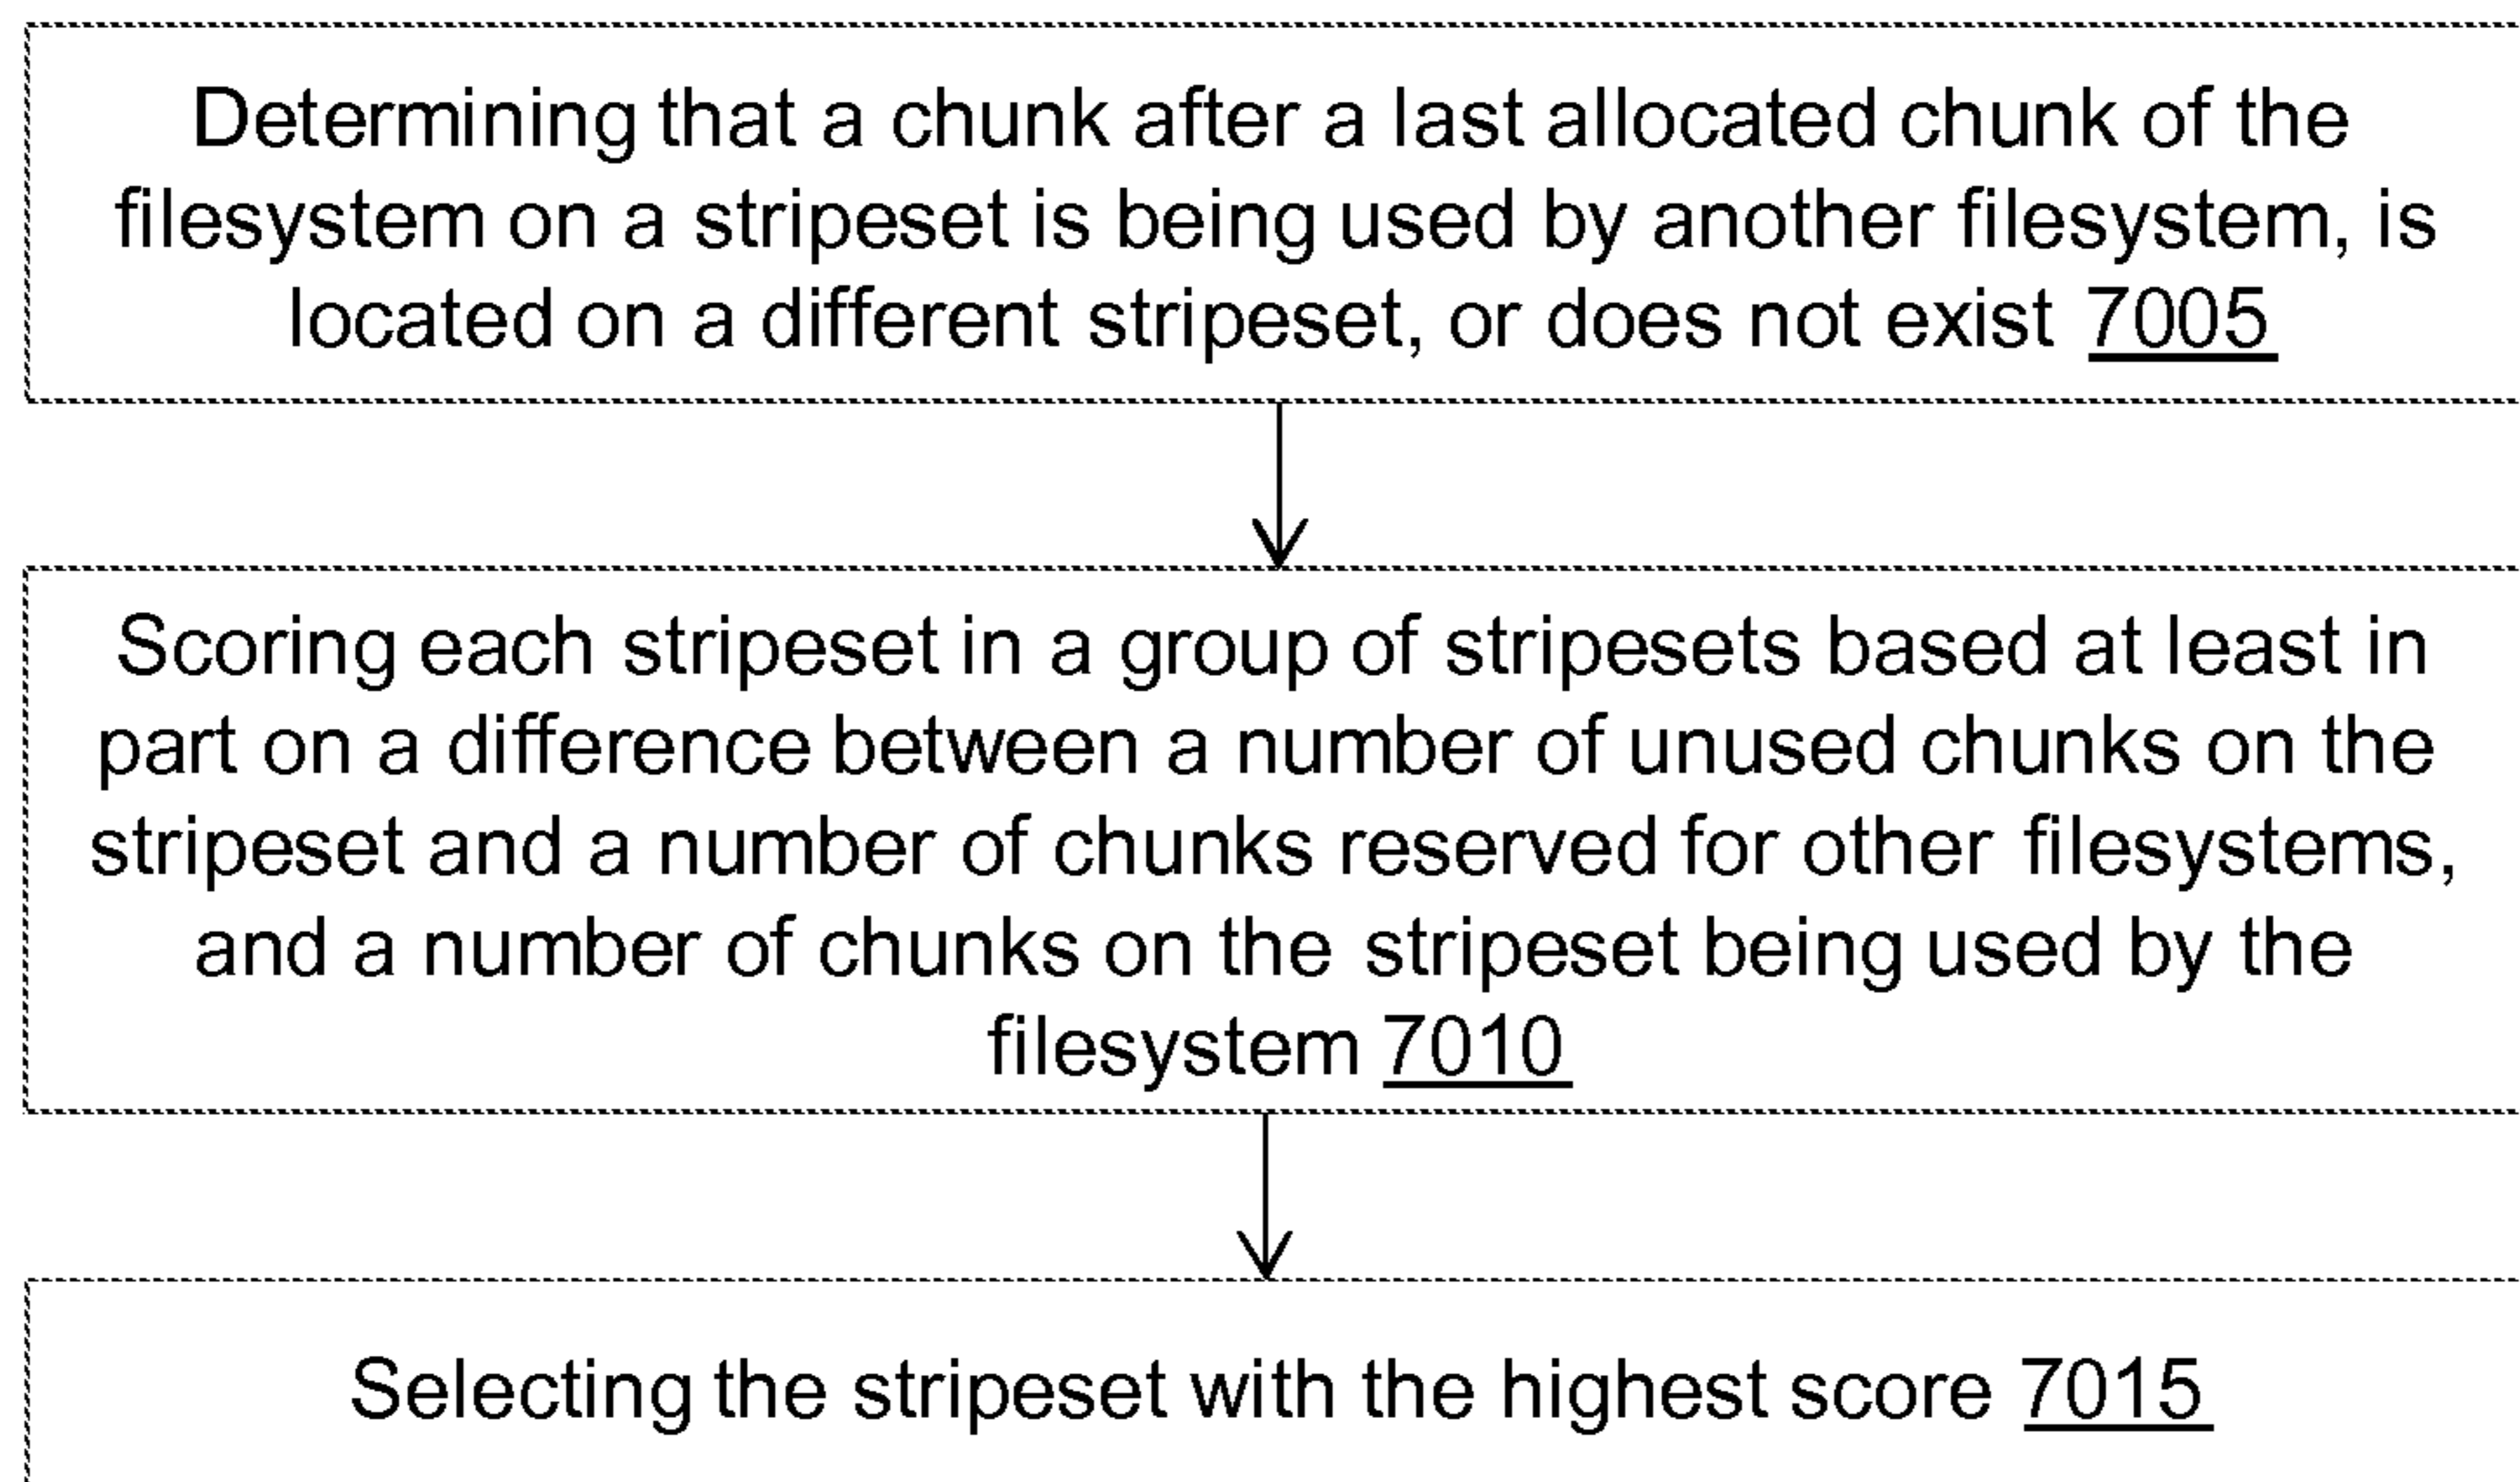 Determining that a chunk after a last allocated chunk of the
filesystem on a stripeset is being used by another filesystem, is
located on a different stripeset, or does not exist 7005
Scoring each stripeset in a group of stripesets based at least in
part on a difference between a number of unused chunks on the
stripeset and a number of chunks reserved for other filesystems,
and a number of chunks on the stripeset being used by the
filesystem 7010
Selecting the stripeset with the highest score 7015